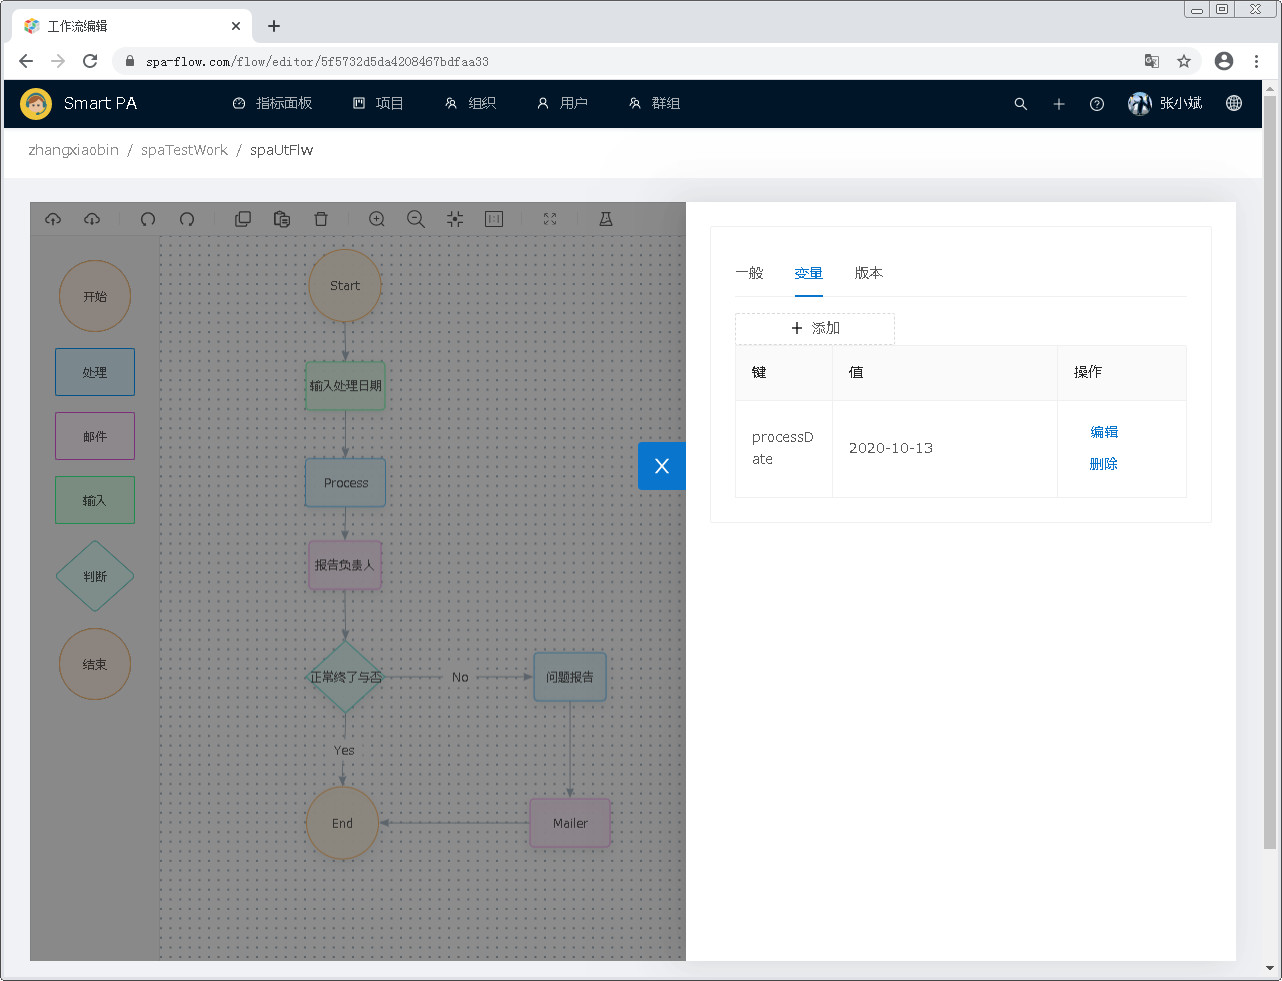 工作流编辑
spa-flow.com/flow/editor/5f5732d5da4208467bdfaa33
Smart PA 指标面板 项目 组织 用户 群组 张小斌
zhangxiaobin / spaTestWork / spaUtFlw
开始
处理
邮件
输入
判断
结束
Start
输入处理日期
Process
报告负责人
正常终了与否
No
问题报告
Yes
End
Mailer
一般 变量 版本
+ 添加
键 值 操作
processD
ate
2020-10-13
编辑
删除